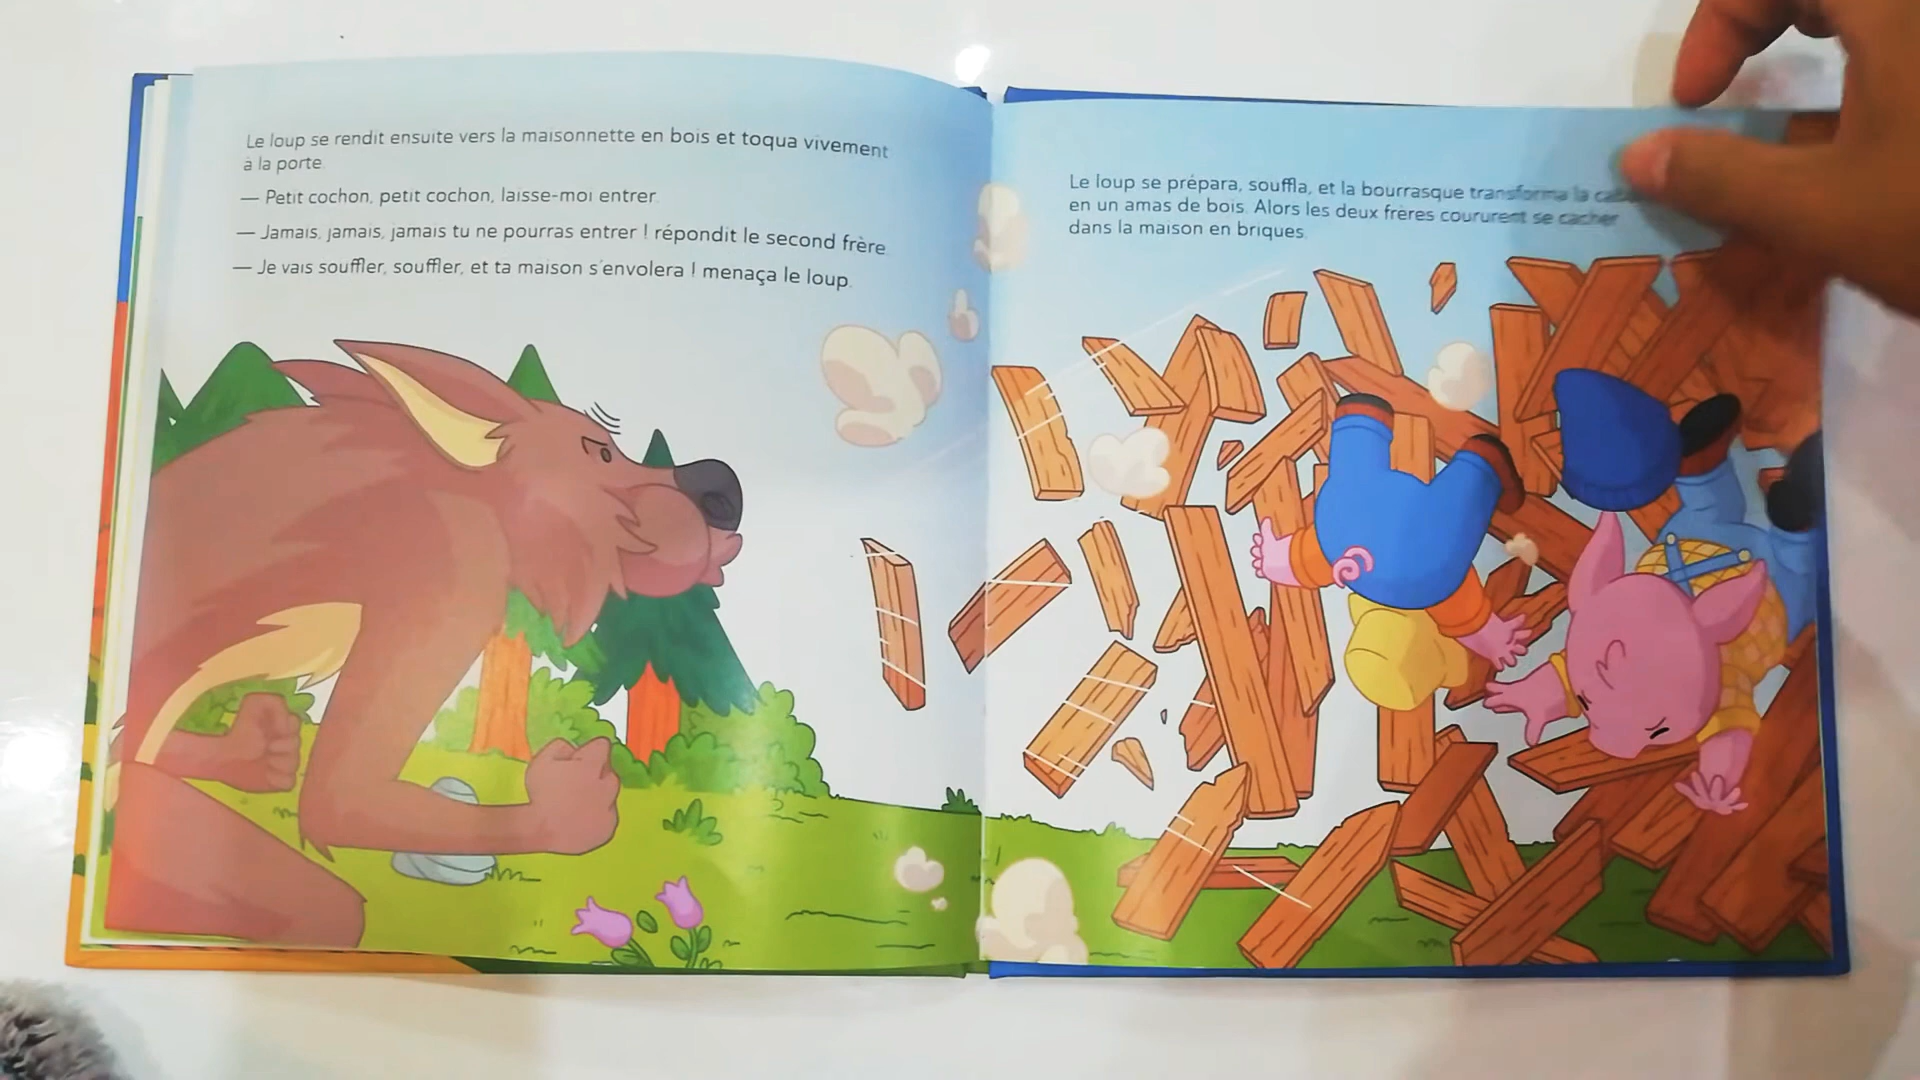 Le loup se rendit ensuite vers la maisonnette en bois et toqua vivement
à la porte.
— Petit cochon, petit cochon, laisse-moi entrer.
— Jamais, jamais, jamais tu ne pourras entrer ! répondit le second frère.
— Je vais souffler, souffler, et ta maison s'envolera ! menaça le loup.
Le loup se prépara, souffla, et la bourrasque transforma la
en un amas de bois. Alors les deux frères coururent se cacher
dans la maison en briques.